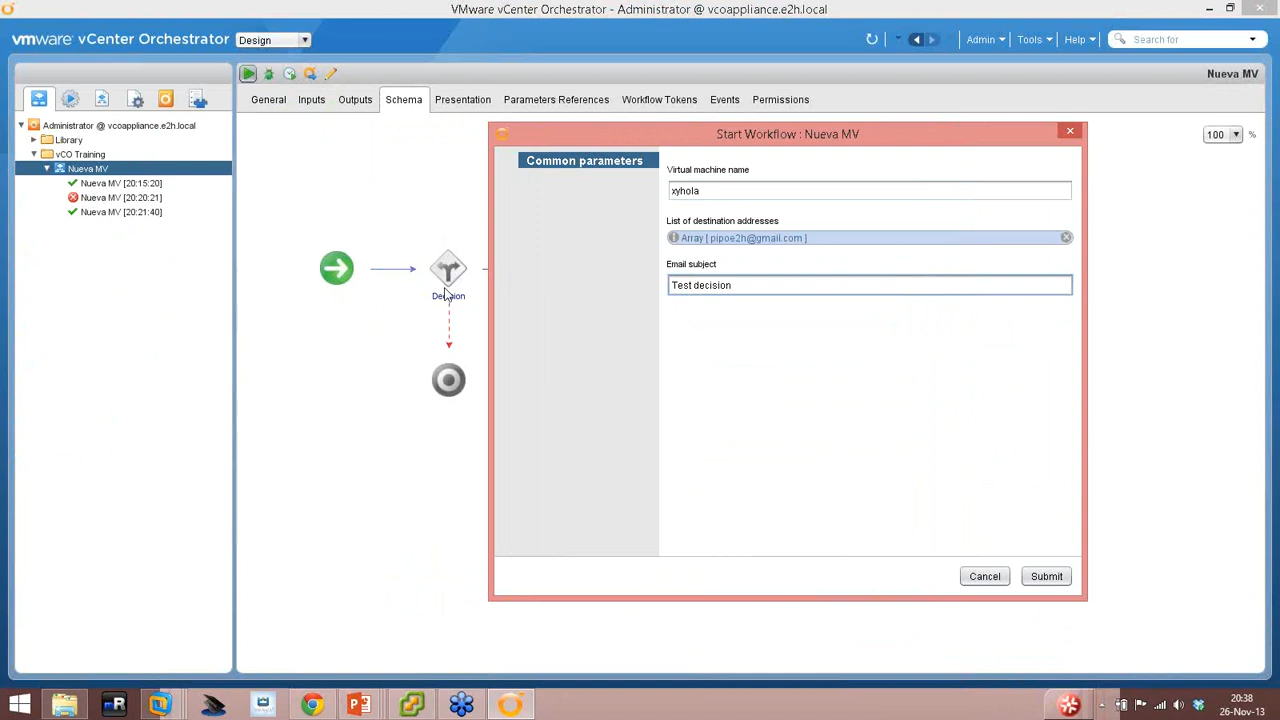 VMware vCenter Orchestrator - Administrator @ vcoappliance.e2h.local
vmware vCenter Orchestrator
Design
Admin
Tools
Help
Search for
Nueva MV
General
Inputs
Outputs
Schema
Presentation
Parameters References
Workflow Tokens
Events
Permissions
Administrator @ vcoappliance.e2h.local
Library
vCO Training
Nueva MV
Nueva MV [20:15:20]
Nueva MV [20:20:21]
Nueva MV [20:21:40]
100
%
Decision
Start Workflow : Nueva MV
Common parameters
Virtual machine name
xyhola
List of destination addresses
Array [ pipoe2h@gmail.com ]
Email subject
Test decision
Cancel
Submit
20:38
26-Nov-13